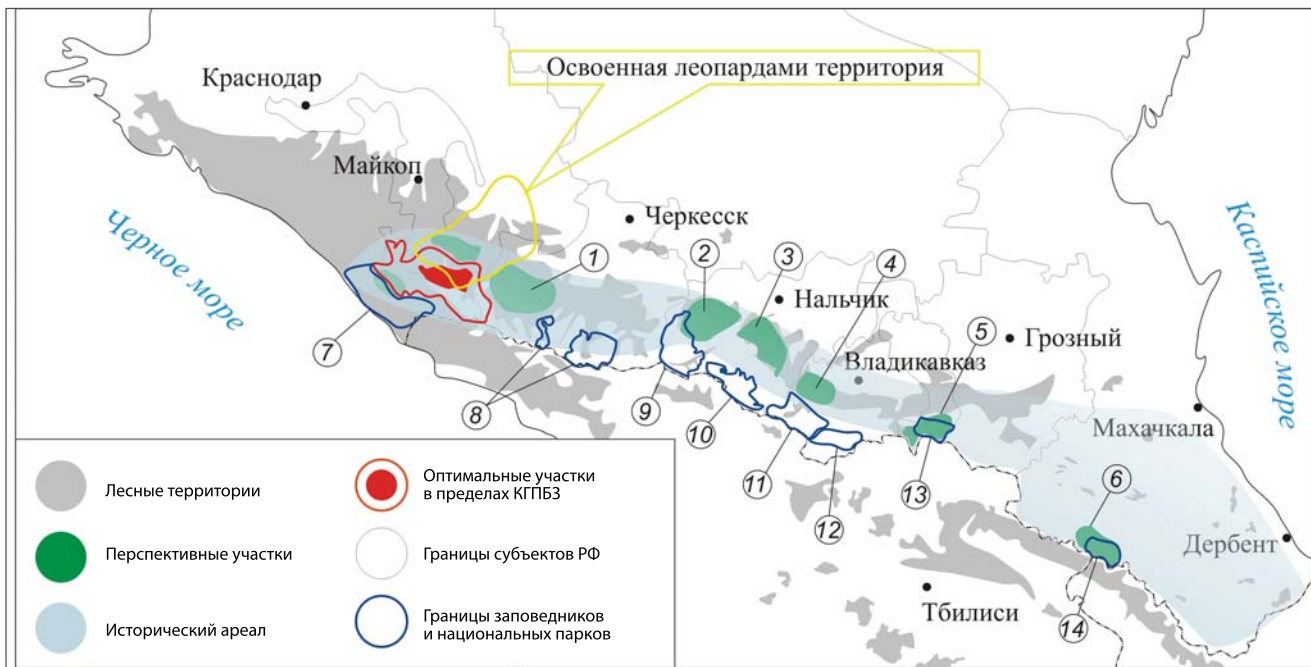 Освоенная леопардами территория
Краснодар
Майкоп
Черкесск
Черное море
Каспийское море
1
2
3
4
5
Нальчик
Грозный
Владикавказ
7
8
9
10
11
12
13
6
14
Махачкала
Дербент
Тбилиси
Лесные территории
Перспективные участки
Исторический ареал
Оптимальные участки
в пределах КГПБЗ
Границы субъектов РФ
Границы заповедников
и национальных парков